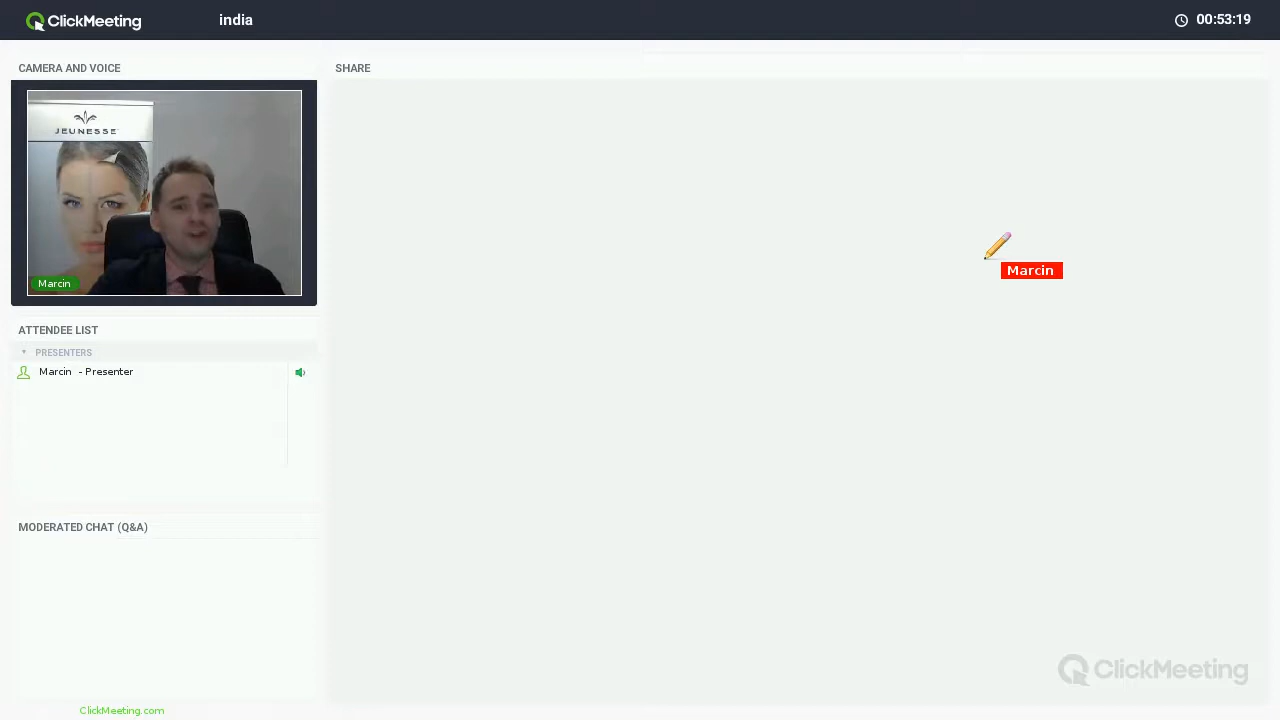 ClickMeeting
india
00:53:19
CAMERA AND VOICE
SHARE
JEUNESSE
Marcin
Marcin
ATTENDEE LIST
PRESENTERS
Marcin - Presenter
MODERATED CHAT (Q&A)
ClickMeeting
ClickMeeting.com